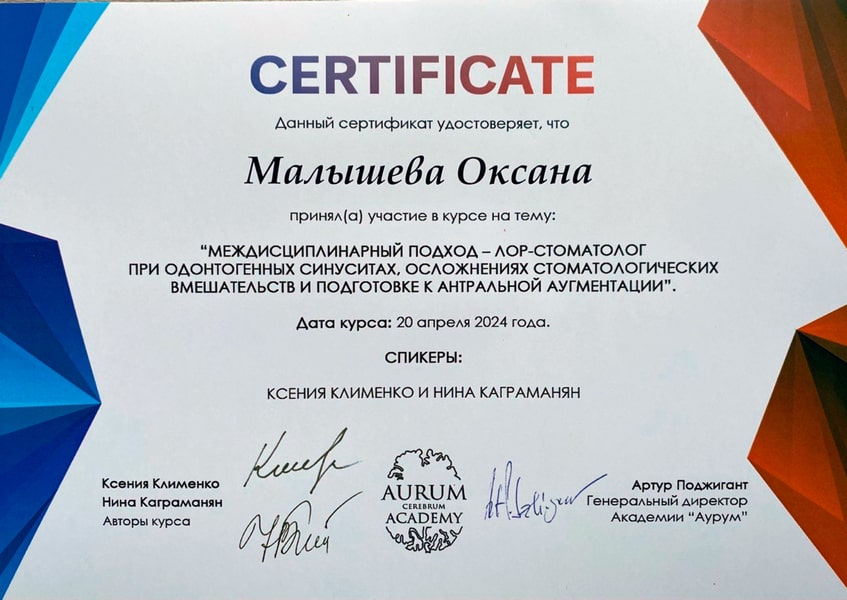 CERTIFICATE
Данный сертификат удостоверяет, что
Малышева Оксана
принял(а) участие в курсе на тему:
“МЕЖДИСЦИПЛИНАРНЫЙ ПОДХОД – ЛОР-СТОМАТОЛОГ
ПРИ ОДОНТОГЕННЫХ СИНУСИТАХ, ОСЛОЖНЕНИЯХ СТОМАТОЛОГИЧЕСКИХ
ВМЕШАТЕЛЬСТВ И ПОДГОТОВКЕ К АНТРАЛЬНОЙ АУГМЕНТАЦИИ”.
Дата курса: 20 апреля 2024 года.
СПИКЕРЫ:
КСЕНИЯ КЛИМЕНКО И НИНА КАГРАМАНЯН
Ксения Клименко
Нина Каграманян
Авторы курса
AURUM
CEREBRUM
ACADEMY
Артур Поджигант
Генеральный директор
Академии “Аурум”